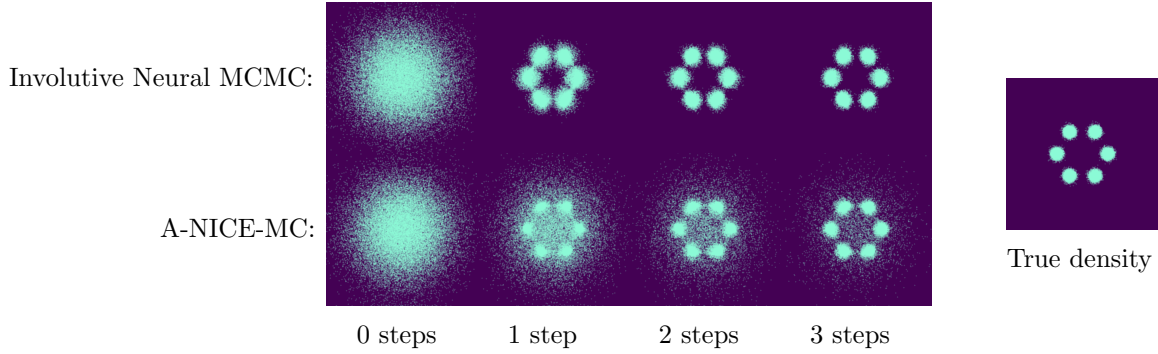 Involutive Neural MCMC:
A-NICE-MC:
0 steps 1 step 2 steps 3 steps
True density